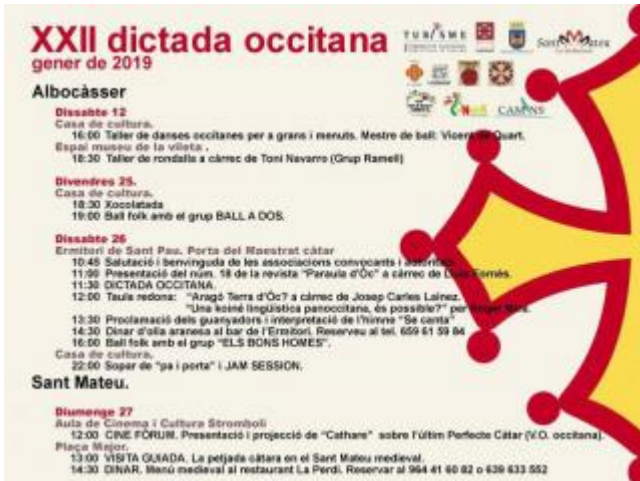 XXII dictada occitana
gener de 2019
TURISME
Sant Mateu
CAMINS
Albocàsser
Dissabte 12
Casa de cultura.
16:00 Taller de danses occitanes per a grans i menuts. Mestre de ball: Vicent de Quart.
Espai museu de la vileta .
18:30 Taller de rondalla a càrrec de Toni Navarro (Grup Ramell)
Divendres 25.
Casa de cultura.
18:30 Xocolatada
19:00 Ball folk amb el grup BALL A DOS.
Dissabte 26
Ermitori de Sant Pau. Porta del Maestrat càtar
10:45 Salutació i benvinguda de les associacions convocants i autoritats.
11:00 Presentació del núm. 18 de la revista "Paraula d'Òc" a càrrec de Lluís Fornés.
11:30 DICTADA OCCITANA.
12:00 Taula redona: "Aragó Terra d'Òc? a càrrec de Josep Carles Laínez.
"Una koiné lingüística panoccitana, és possible?" per
13:30 Proclamació dels guanyadors i interpretació de l'himne "Se canta"
14:30 Dinar d'olla aranesa al bar de l'Ermitori. Reserveu al tel. 659 61 59 84
16:00 Ball folk amb el grup "ELS BONS HOMES".
Casa de cultura.
22:00 Sopar de "pa i porta" i JAM SESSION.
Sant Mateu.
Diumenge 27
Aula de Cinema i Cultura Stromboli
12:00 CINE FÒRUM. Presentació i projecció de "Cathare" sobre l'últim Perfecte Càtar (V.O. occitana).
Plaça Major.
13:00 VISITA GUIADA. La petjada càtara en el Sant Mateu medieval.
14:30 DINAR. Menú medieval al restaurant La Perdi. Reservar al 964 41 60 82 o 639 633 552